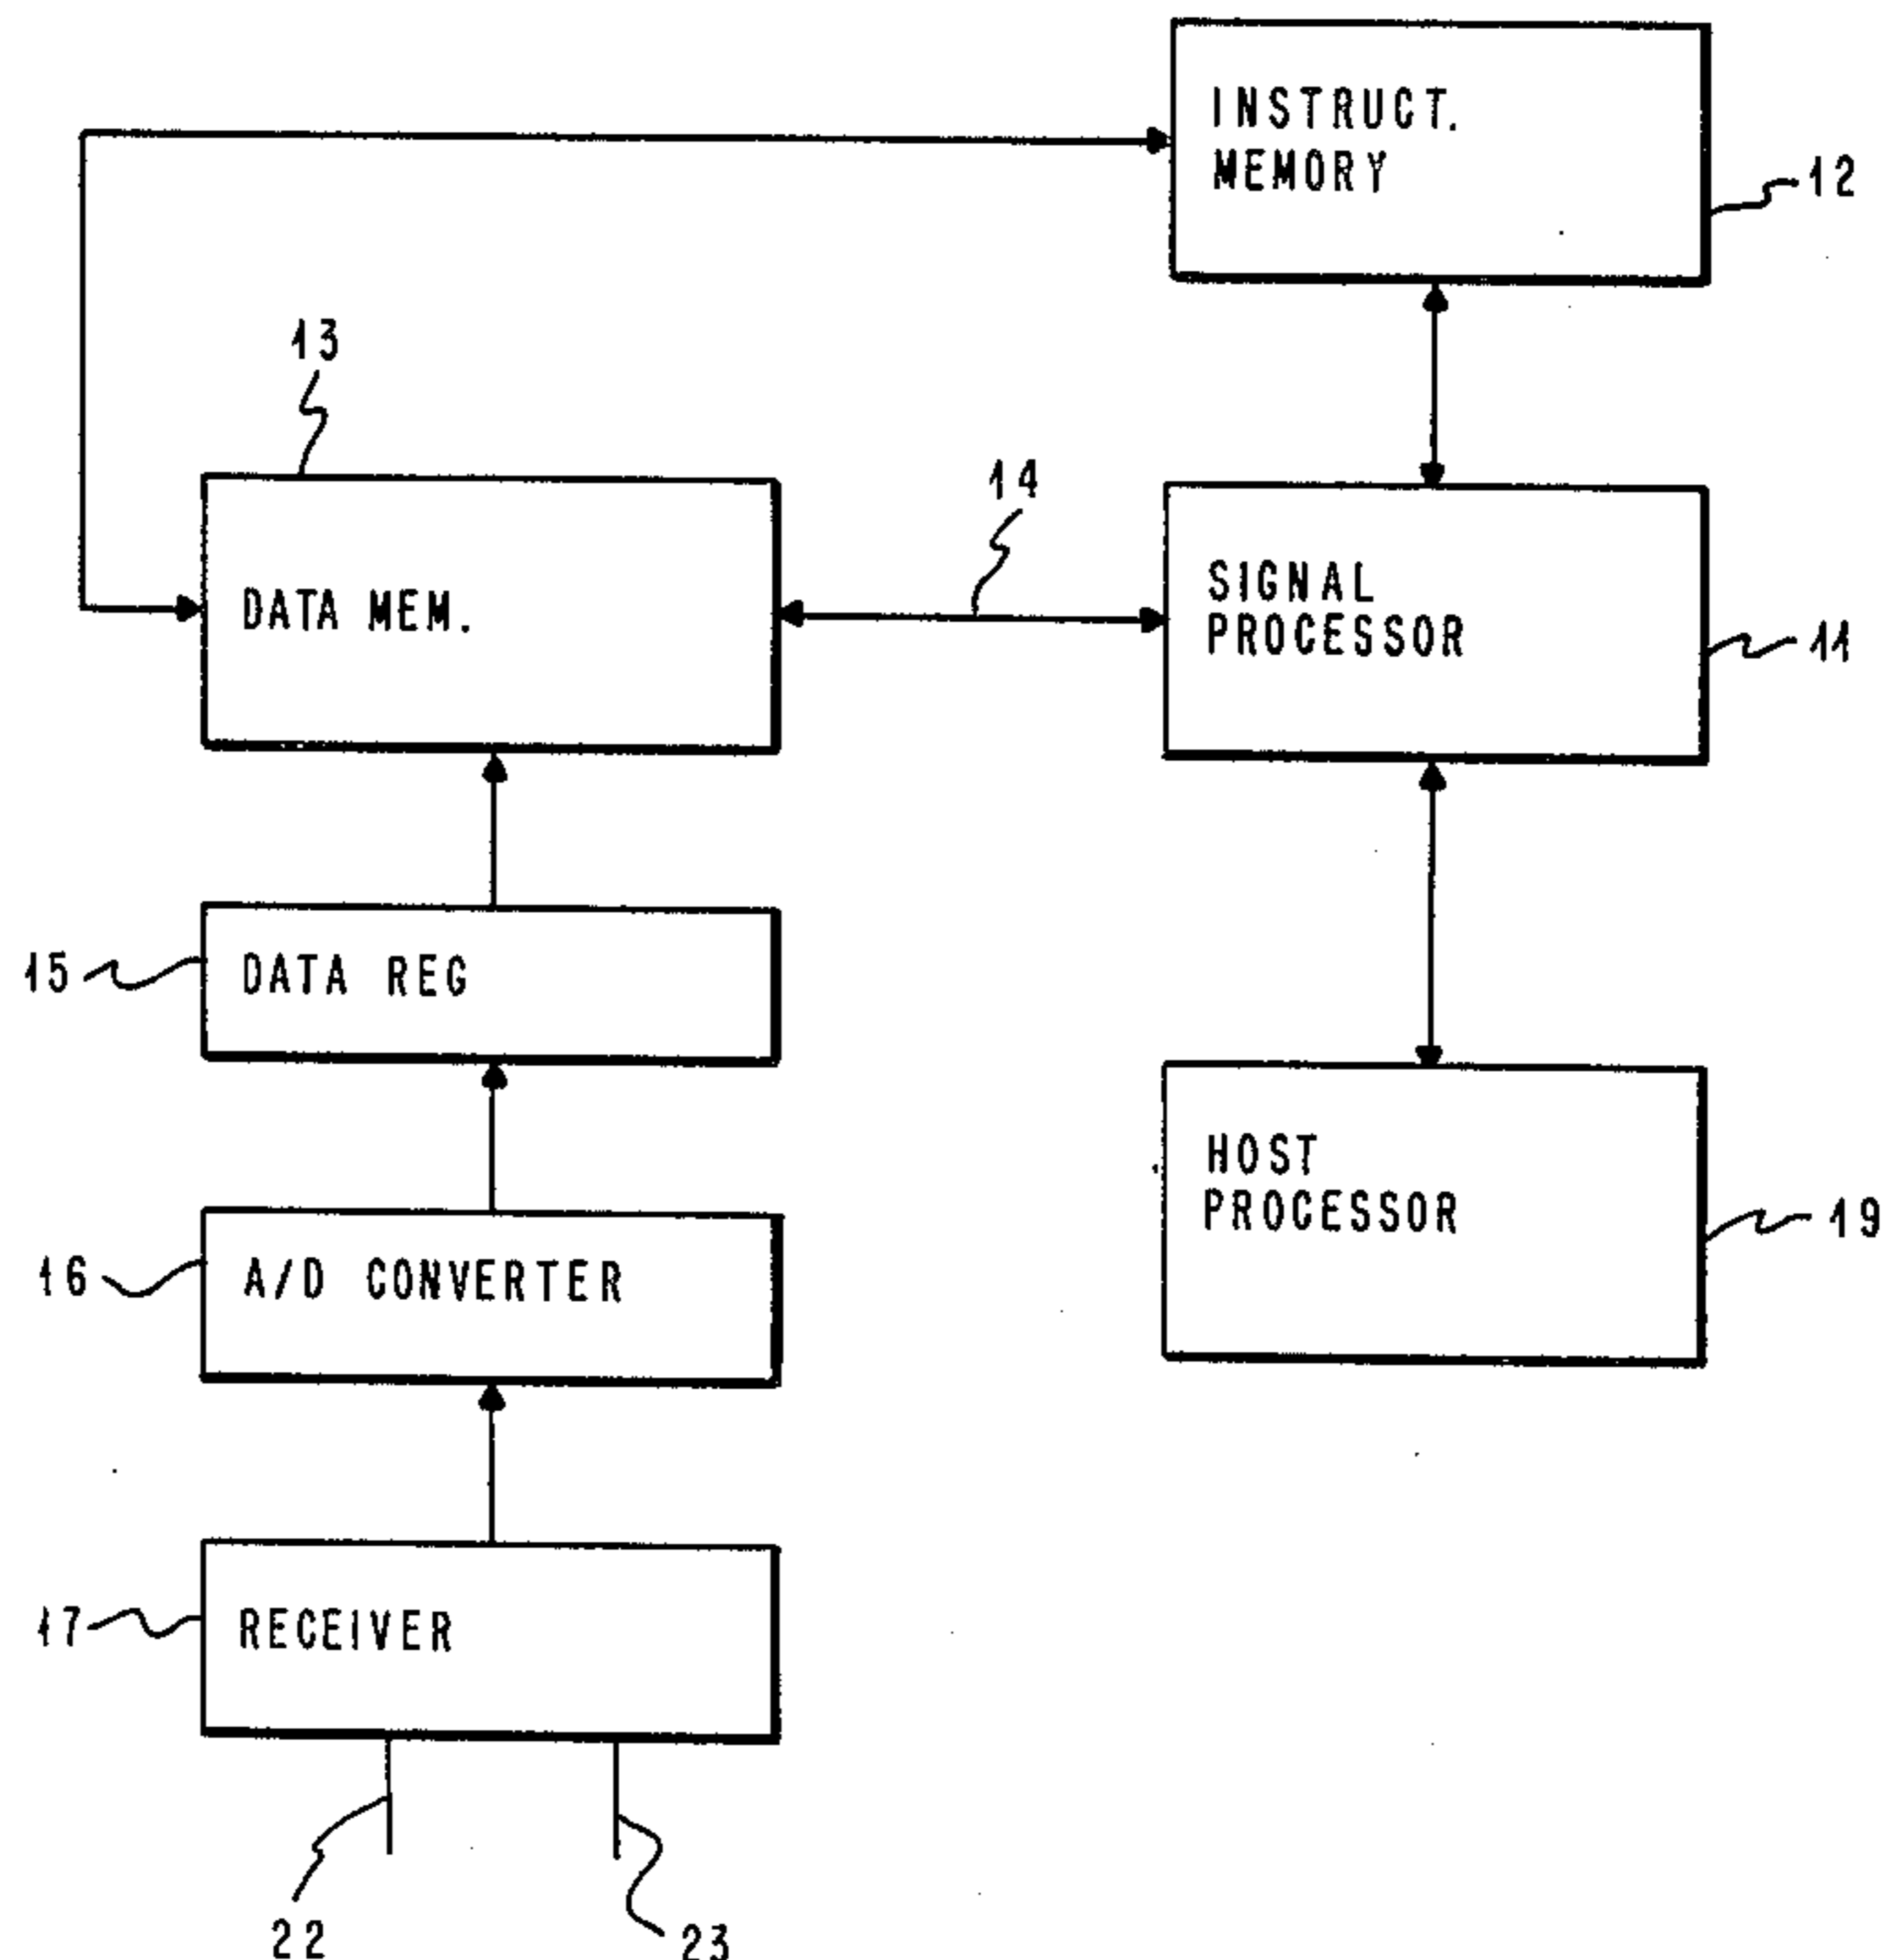 INSTRUCT.
MEMORY
12
13
14
DATA MEM.
SIGNAL
PROCESSOR
11
15
DATA REG
HOST
PROCESSOR
19
16
A/D CONVERTER
17
RECEIVER
22
23